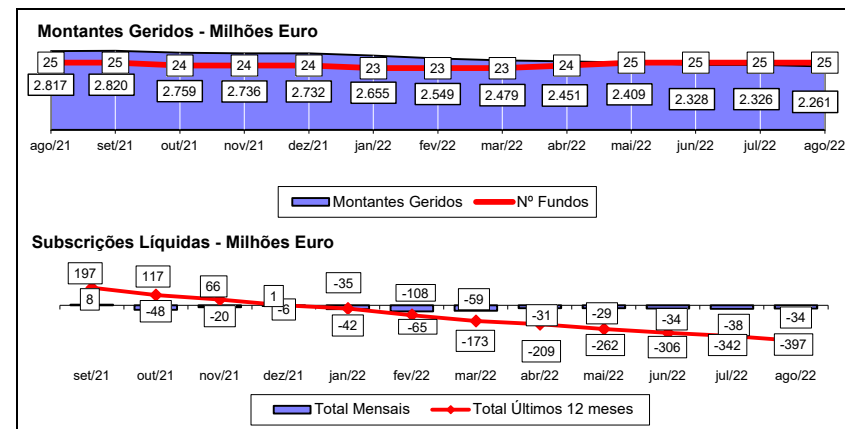 Montantes Geridos - Milhões Euro
25 25 24 24 24 23 23 23 24 25 25 25 25
2.817 2.820 2.759 2.736 2.732 2.655 2.549 2.479 2.451 2.409 2.328 2.326 2.261
ago/21 set/21 out/21 nov/21 dez/21 jan/22 fev/22 mar/22 abr/22 mai/22 jun/22 jul/22 ago/22
Montantes Geridos Nº Fundos
Subscrições Líquidas - Milhões Euro
197 117 66 1 -35 -108 -59 -31 -29 -34 -38 -34
8 -48 -20 -6 -42 -65 -173 -209 -262 -306 -342 -397
set/21 out/21 nov/21 dez/21 jan/22 fev/22 mar/22 abr/22 mai/22 jun/22 jul/22 ago/22
Total Mensais Total Últimos 12 meses